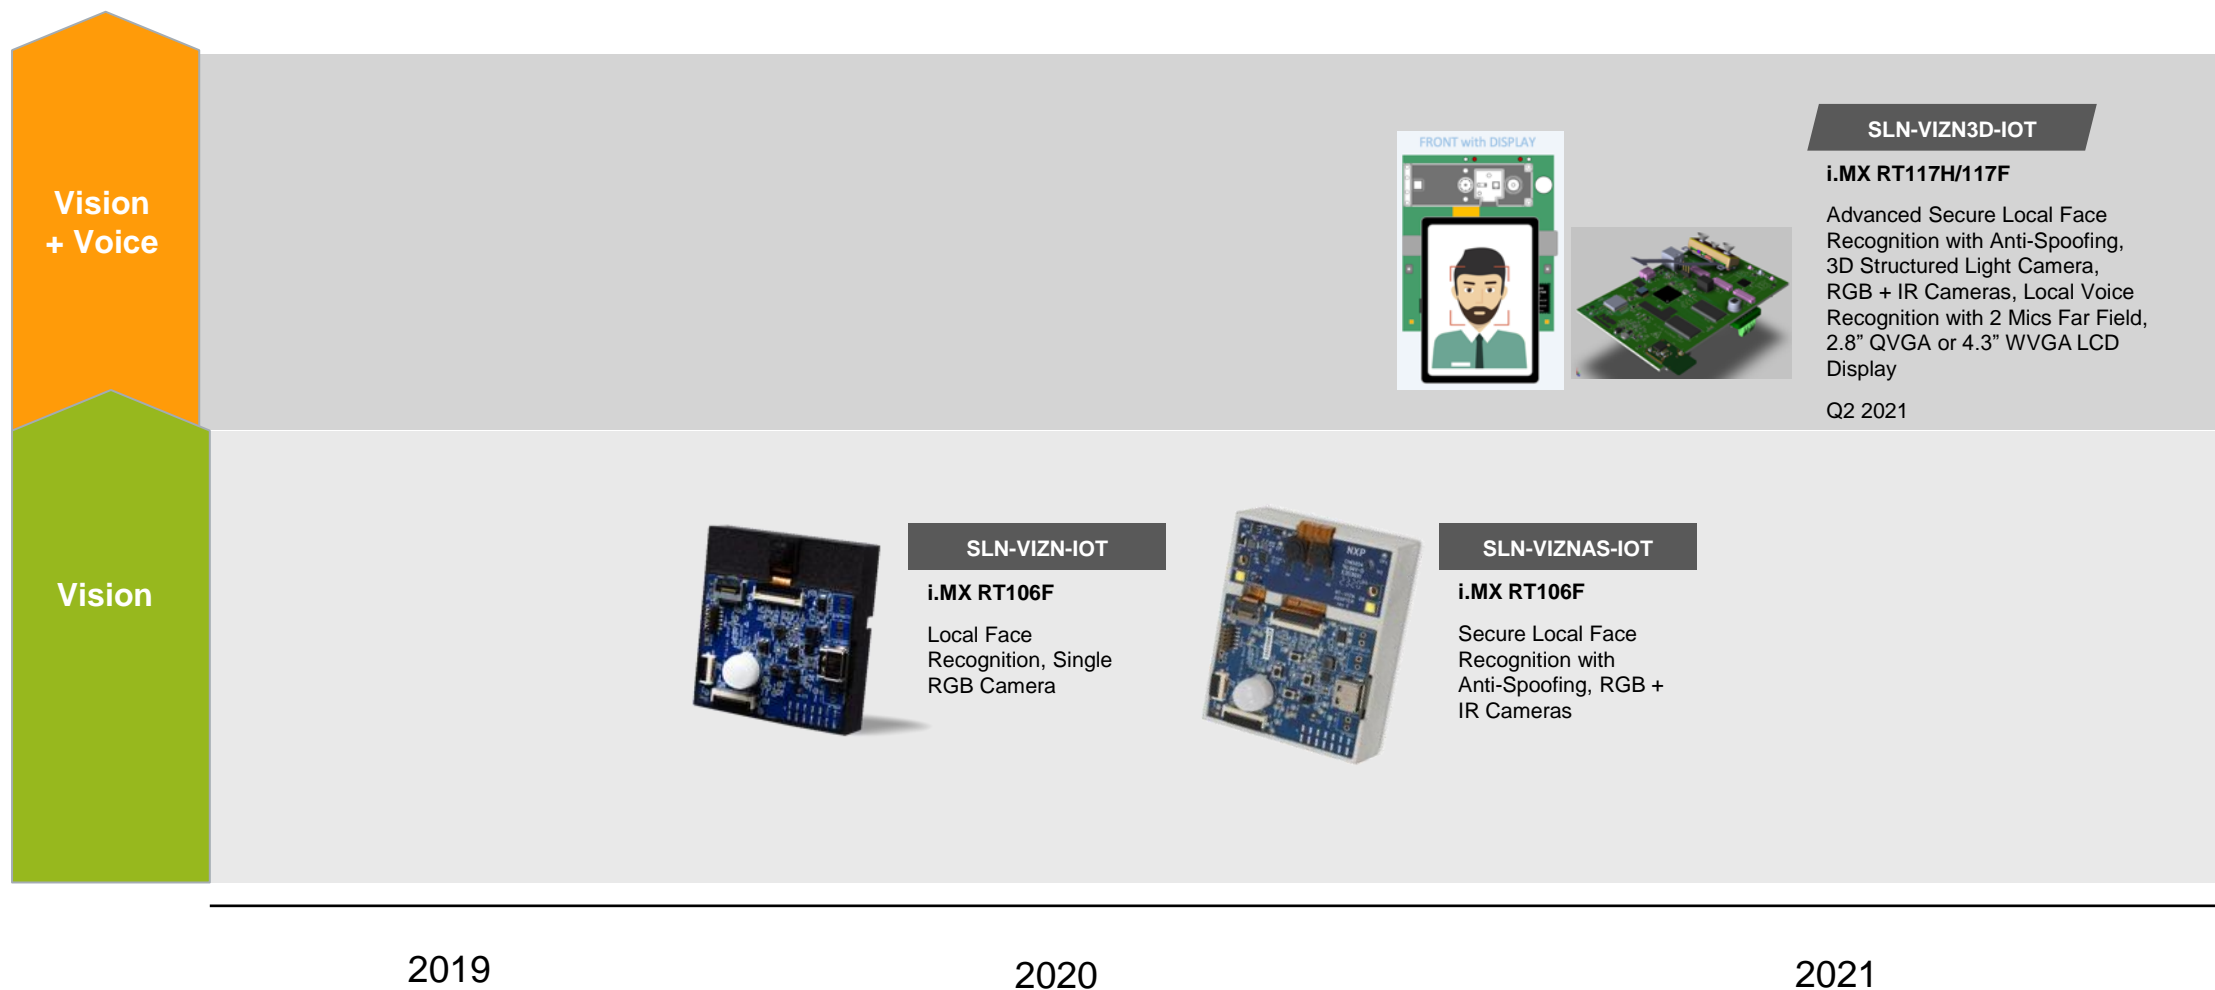 Vision
+ Voice
FRONT with DISPLAY
SLN-VIZN3D-IOT
i.MX RT117H/117F
Advanced Secure Local Face
Recognition with Anti-Spoofing,
3D Structured Light Camera,
RGB + IR Cameras, Local Voice
Recognition with 2 Mics Far Field,
2.8” QVGA or 4.3” WVGA LCD
Display
Q2 2021
Vision
SLN-VIZN-IOT
i.MX RT106F
Local Face
Recognition, Single
RGB Camera
NXP
SLN-VIZNAS-IOT
i.MX RT106F
Secure Local Face
Recognition with
Anti-Spoofing, RGB +
IR Cameras
2019
2020
2021